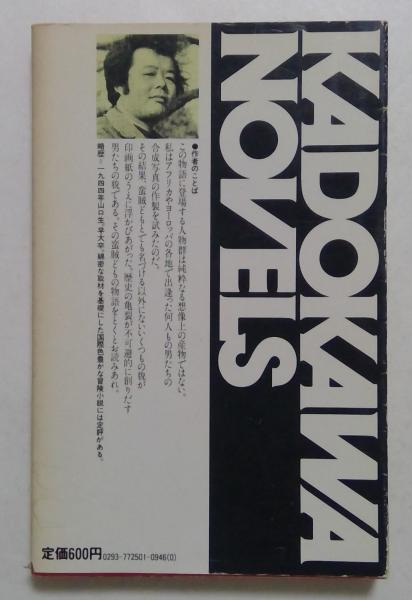 KADOKAWA
NOVELS
●作者のことば
この物語に登場する人物群は純粋なる想像上の産物ではない。
私はアフリカやヨーロッパの各地で出逢った何人もの男たちの
合成写真の作製を試みたのだ。
その結果、蛮賊どもとでも名づける以外にないいくつもの貌が
印画紙のうえに浮かびあがった。歴史の亀裂が不可避的に創りだす
男たちの貌である。その蛮賊どもの物語をとくとお読みあれ。
略歴=一九四四年山口生。早大卒。綿密な取材を基礎にした国際色豊かな冒険小説には定評がある。
定価600円 0293-772501-0946(0)